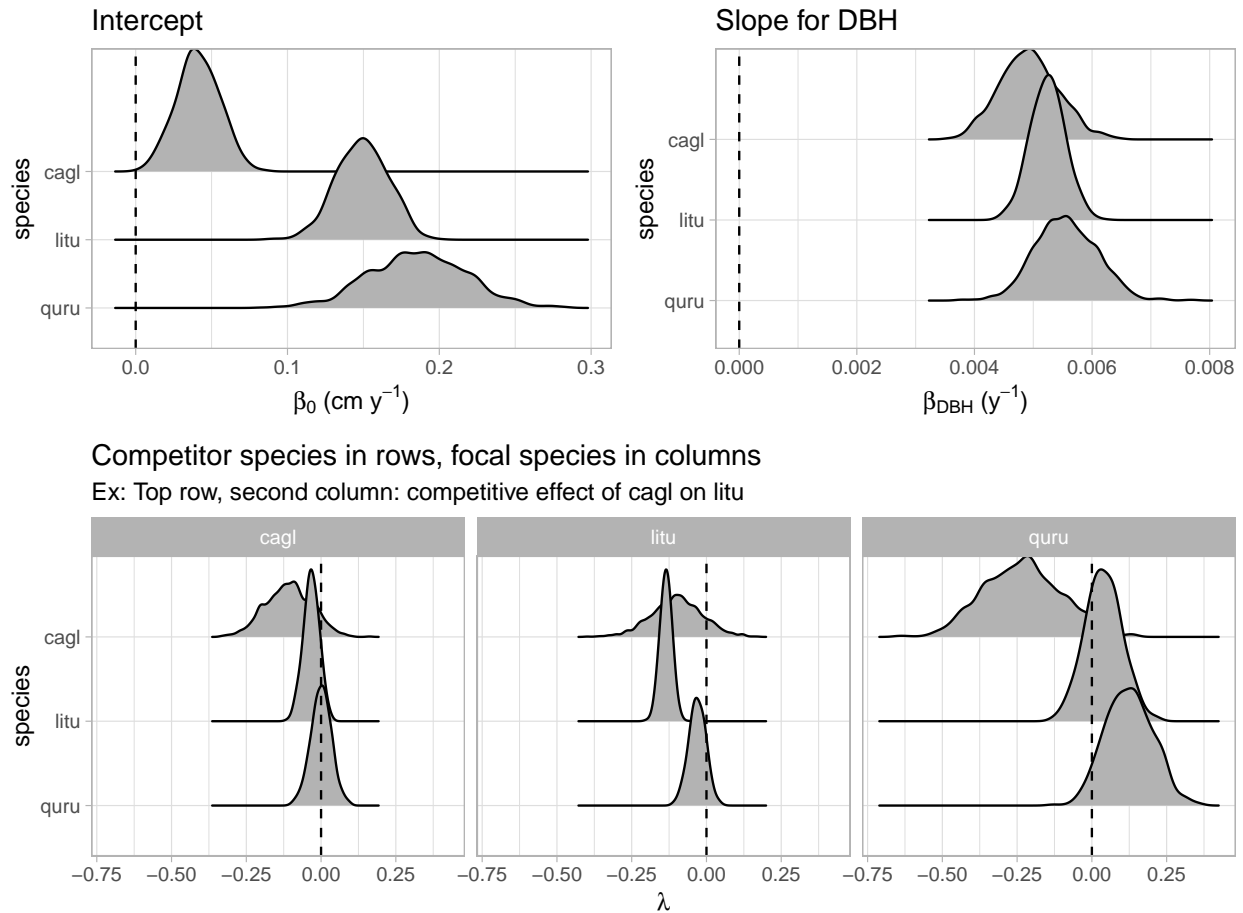 Intercept
species
cagl
litu
quru
0.0 0.1 0.2 0.3
β0 (cm y−1)
Slope for DBH
species
cagl
litu
quru
0.000 0.002 0.004 0.006 0.008
βDBH (y−1)
Competitor species in rows, focal species in columns
Ex: Top row, second column: competitive effect of cagl on litu
cagl litu quru
species
cagl
litu
quru
−0.75 −0.50 −0.25 0.00 0.25 −0.75 −0.50 −0.25 0.00 0.25 −0.75 −0.50 −0.25 0.00 0.25
λ